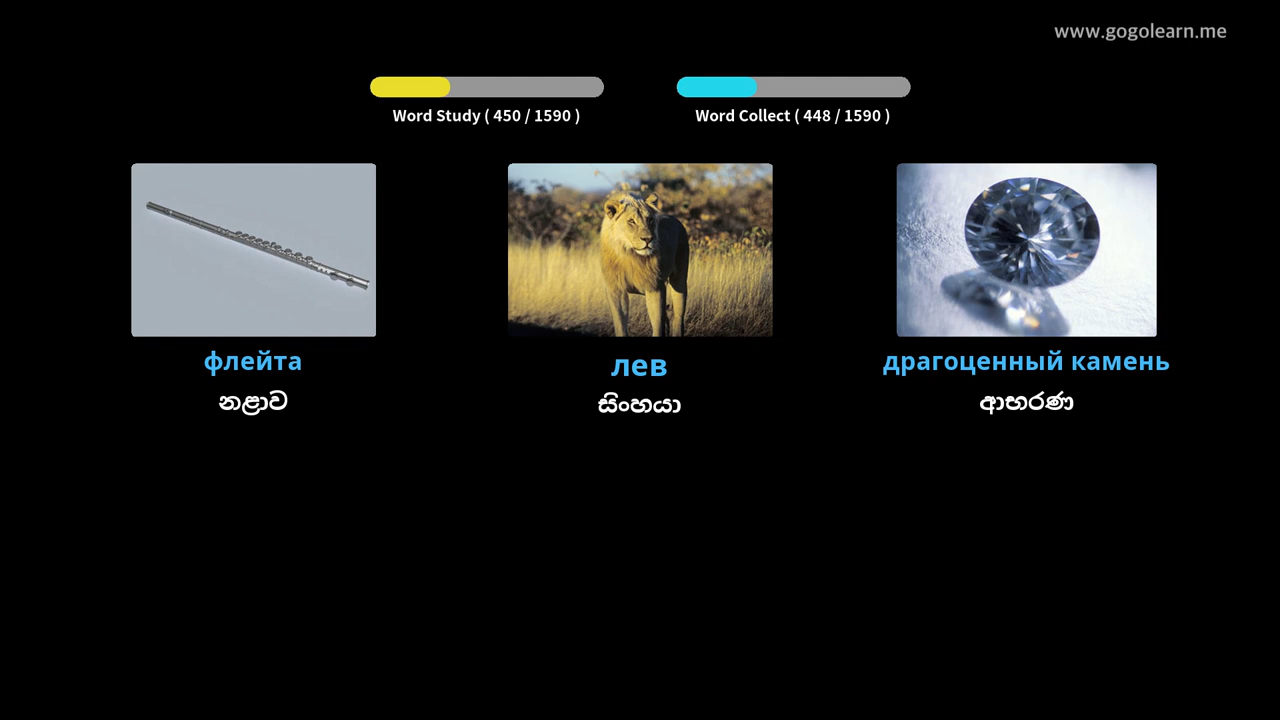 www.gogolearn.me
Word Study ( 450 / 1590 )
Word Collect ( 448 / 1590 )
флейта
лев
драгоценный камень
නළාව
සිංහයා
ආභරණ